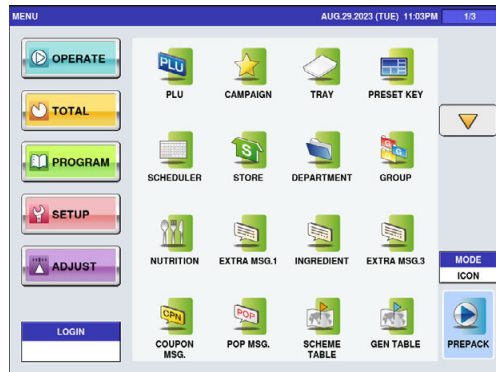 MENU
AUG.29.2023 (TUE) 11:03PM
1/3
OPERATE
TOTAL
PROGRAM
SETUP
ADJUST
LOGIN
PLU
PLU
CAMPAIGN
TRAY
PRESET KEY
SCHEDULER
S
STORE
DEPARTMENT
GROUP
NUTRITION
EXTRA MSG.1
INGREDIENT
EXTRA MSG.3
CPN
COUPON
MSG.
POP
POP MSG.
SCHEME
TABLE
GEN TABLE
MODE
ICON
PREPACK